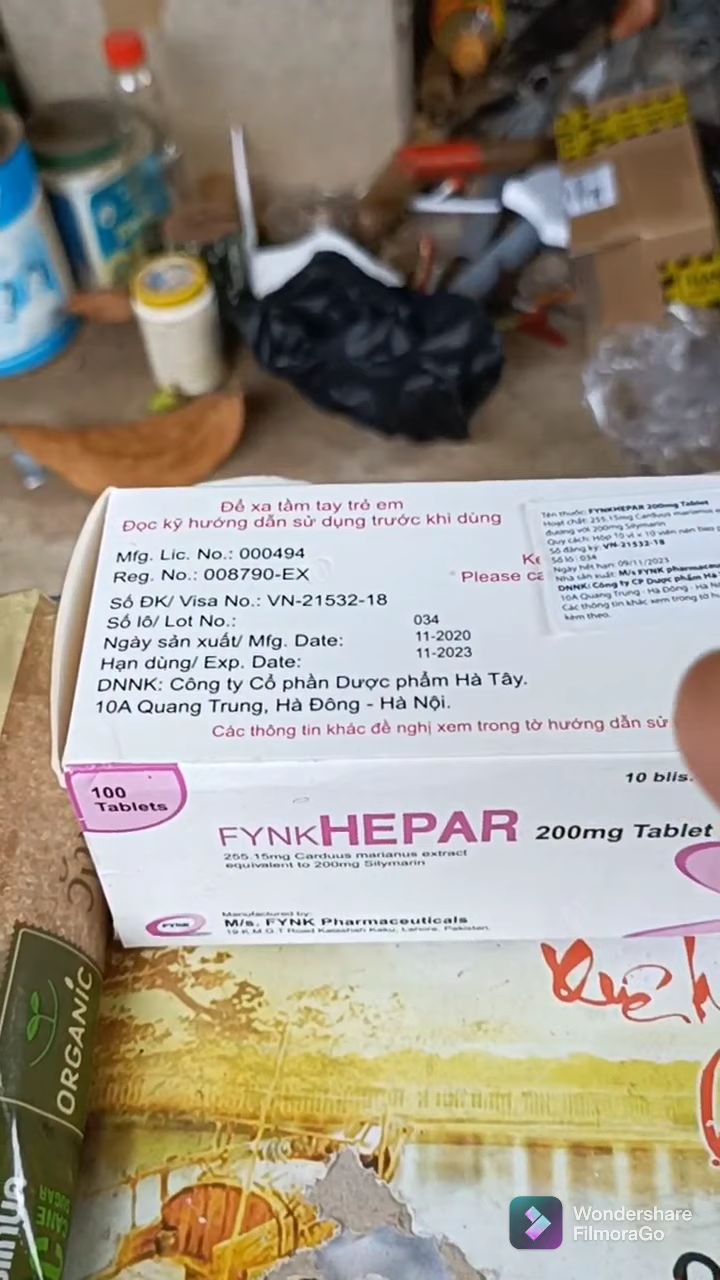 Để xa tầm tay trẻ em
Đọc kỹ hướng dẫn sử dụng trước khi dùng
Mfg. Lic. No.: 000494
Reg. No.: 008790-EX
Please
Số ĐK/ Visa No.: VN-21532-18
Số lô/ Lot No.: 034
Ngày sản xuất/ Mfg. Date: 11-2020
Hạn dùng/ Exp. Date: 11-2023
DNNK: Công ty Cổ phần Dược phẩm Hà Tây.
10A Quang Trung, Hà Đông - Hà Nội.
Các thông tin khác đề nghị xem trong tờ hướng dẫn sử
Tên thuốc: FYNKHEPAR 200mg Tablet
Hoạt chất: 255.15mg Carduus marianus
đương với 200mg Silymarin
Quy cách: Hộp 10 vỉ x 10 viên nén bao
Số đăng ký: VN-21532-18
Số lô: 034
Ngày hết hạn: 09/11/2023
Nhà sản xuất: M/s FYNK
DNNK: Công ty CP Dược phẩm Hà
10A Quang Trung - Hà Đông - Hà
Các thông tin khác xem trong tờ
kèm theo.
100
Tablets
10 blis.
FYNKHEPAR 200mg Tablet
255.15mg Carduus marianus extract
equivalent to 200mg Silymarin
FYNK
Manufactured by:
M/s. FYNK Pharmaceuticals
19 K.M.G.T Road Kalashah Kaku, Lahore, Pakistan.
ORGANIC
CANE
SUGAR
Wondershare
FilmoraGo